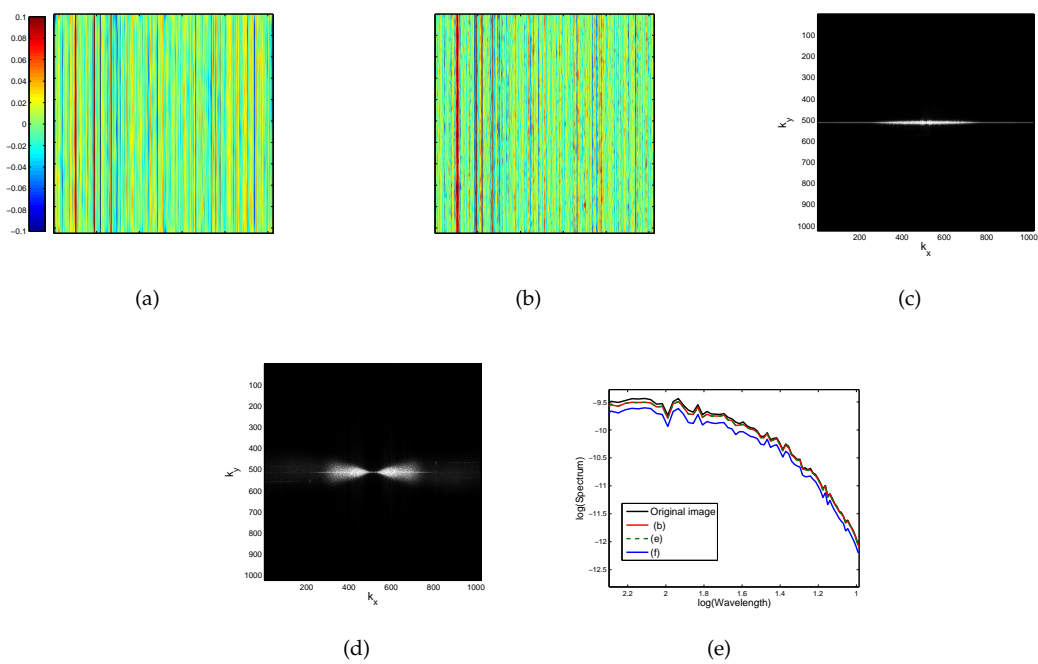 0.1
0.08
0.06
0.04
0.02
0
−0.02
−0.04
−0.06
−0.08
−0.1
(a)
(b)
100
200
300
400
500
600
700
800
900
1000
k_y
200 400 600 800 1000
k_x
(c)
100
200
300
400
500
600
700
800
900
1000
k_y
200 400 600 800 1000
k_x
(d)
−9.5
−10
−10.5
−11
−11.5
−12
−12.5
log(Spectrum)
Original image
(b)
(e)
(f)
2.2 2 1.8 1.6 1.4 1.2 1
log(Wavelength)
(e)